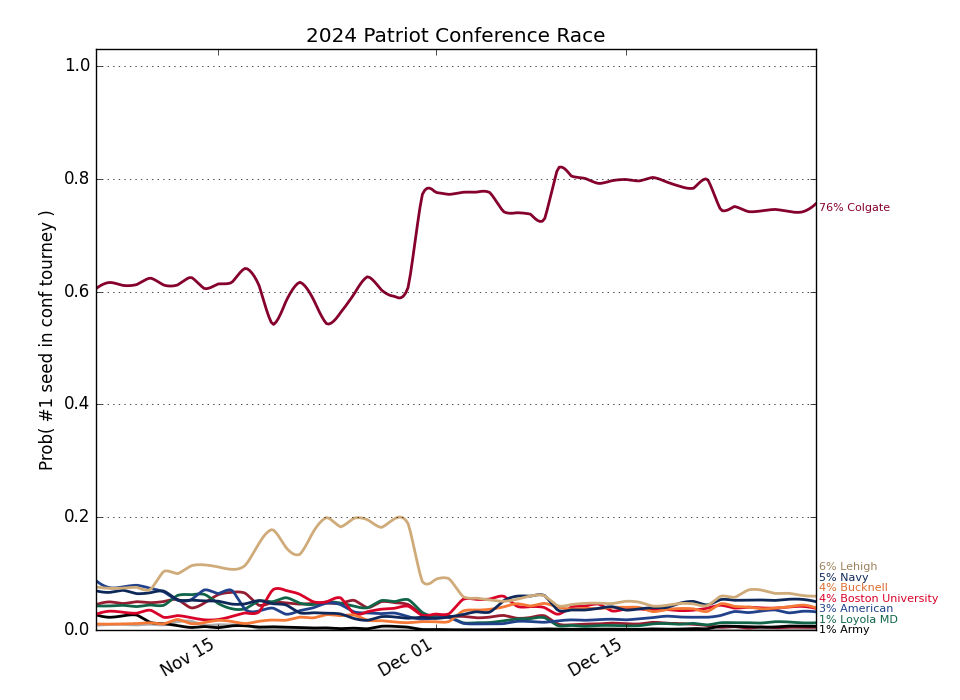 2024 Patriot Conference Race
Prob( #1 seed in conf tourney )
1.0
0.8
0.6
0.4
0.2
0.0
Nov 15
Dec 01
Dec 15
76% Colgate
6% Lehigh
5% Navy
4% Bucknell
4% Boston University
3% American
1% Loyola MD
1% Army